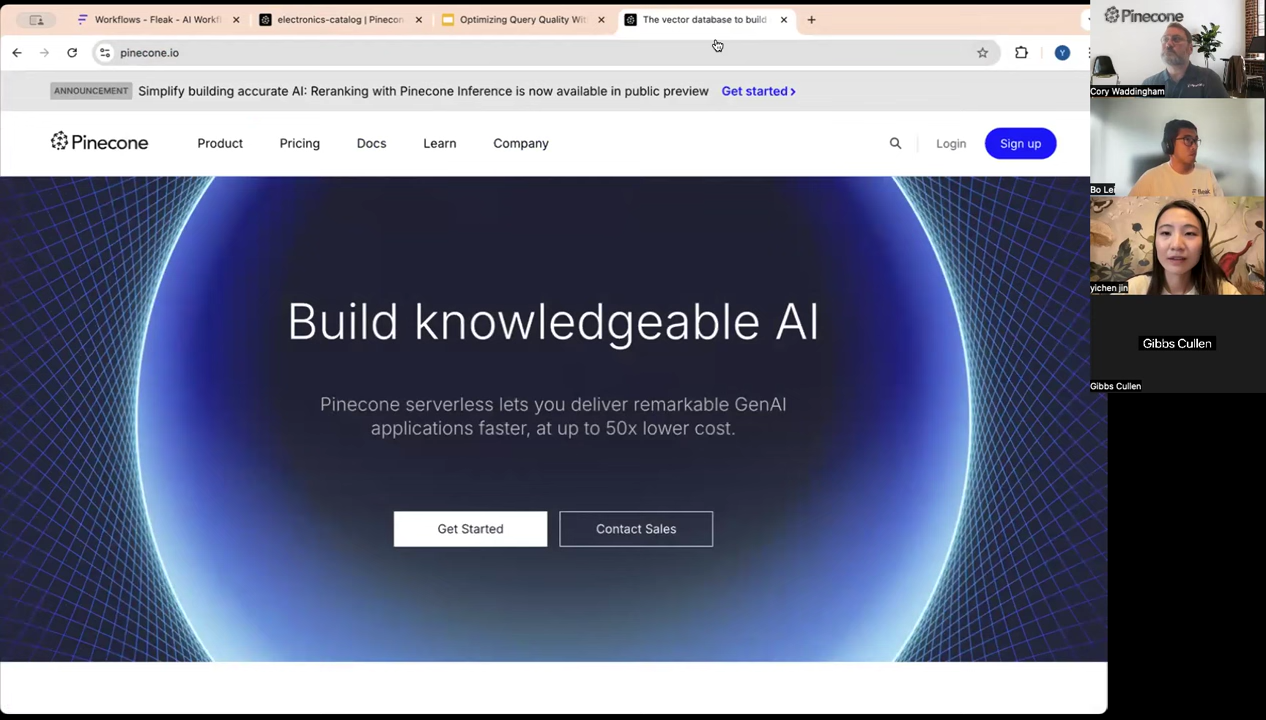 Workflows - Fleak - AI Workfl
electronics-catalog | Pinecon
Optimizing Query Quality Wit
The vector database to build
pinecone.io
Y
ANNOUNCEMENT Simplify building accurate AI: Reranking with Pinecone Inference is now available in public preview Get started
Pinecone
Product
Pricing
Docs
Learn
Company
Login
Sign up
Build knowledgeable AI
Pinecone serverless lets you deliver remarkable GenAI
applications faster, at up to 50x lower cost.
Get Started
Contact Sales
Pinecone
Cory Waddingham
Bo Lei
yichen jin
Gibbs Cullen
Gibbs Cullen